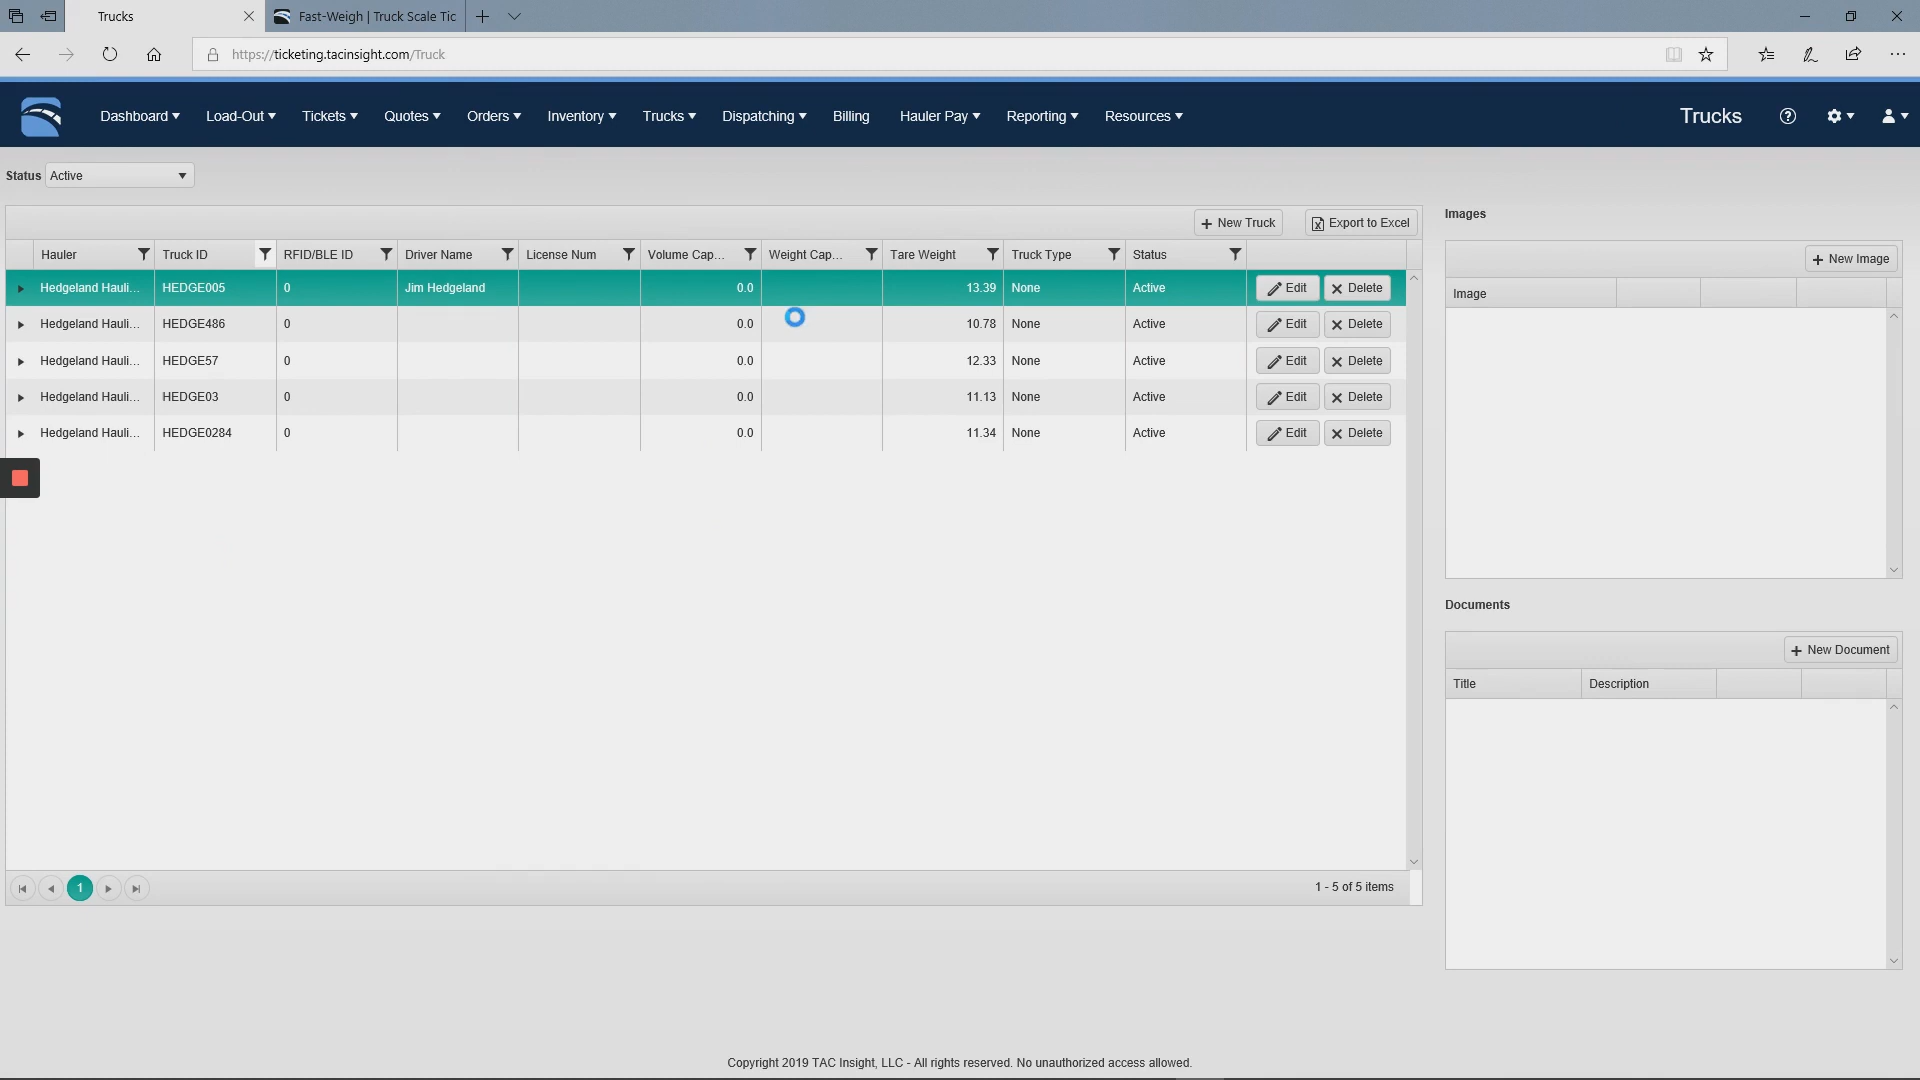 Trucks
Fast-Weigh | Truck Scale Tic
https://ticketing.tacinsight.com/Truck
Dashboard Load-Out Tickets Quotes Orders Inventory Trucks Dispatching Billing Hauler Pay Reporting Resources Trucks
Status Active
New Truck Export to Excel
Hauler Truck ID RFID/BLE ID Driver Name License Num Volume Cap... Weight Cap... Tare Weight Truck Type Status
Hedgeland Hauli... HEDGE005 0 Jim Hedgeland 0.0 13.39 None Active Edit Delete
Hedgeland Hauli... HEDGE486 0 0.0 10.78 None Active Edit Delete
Hedgeland Hauli... HEDGE57 0 0.0 12.33 None Active Edit Delete
Hedgeland Hauli... HEDGE03 0 0.0 11.13 None Active Edit Delete
Hedgeland Hauli... HEDGE0284 0 0.0 11.34 None Active Edit Delete
1
1 - 5 of 5 items
Images
New Image
Image
Documents
New Document
Title Description
Copyright 2019 TAC Insight, LLC - All rights reserved. No unauthorized access allowed.